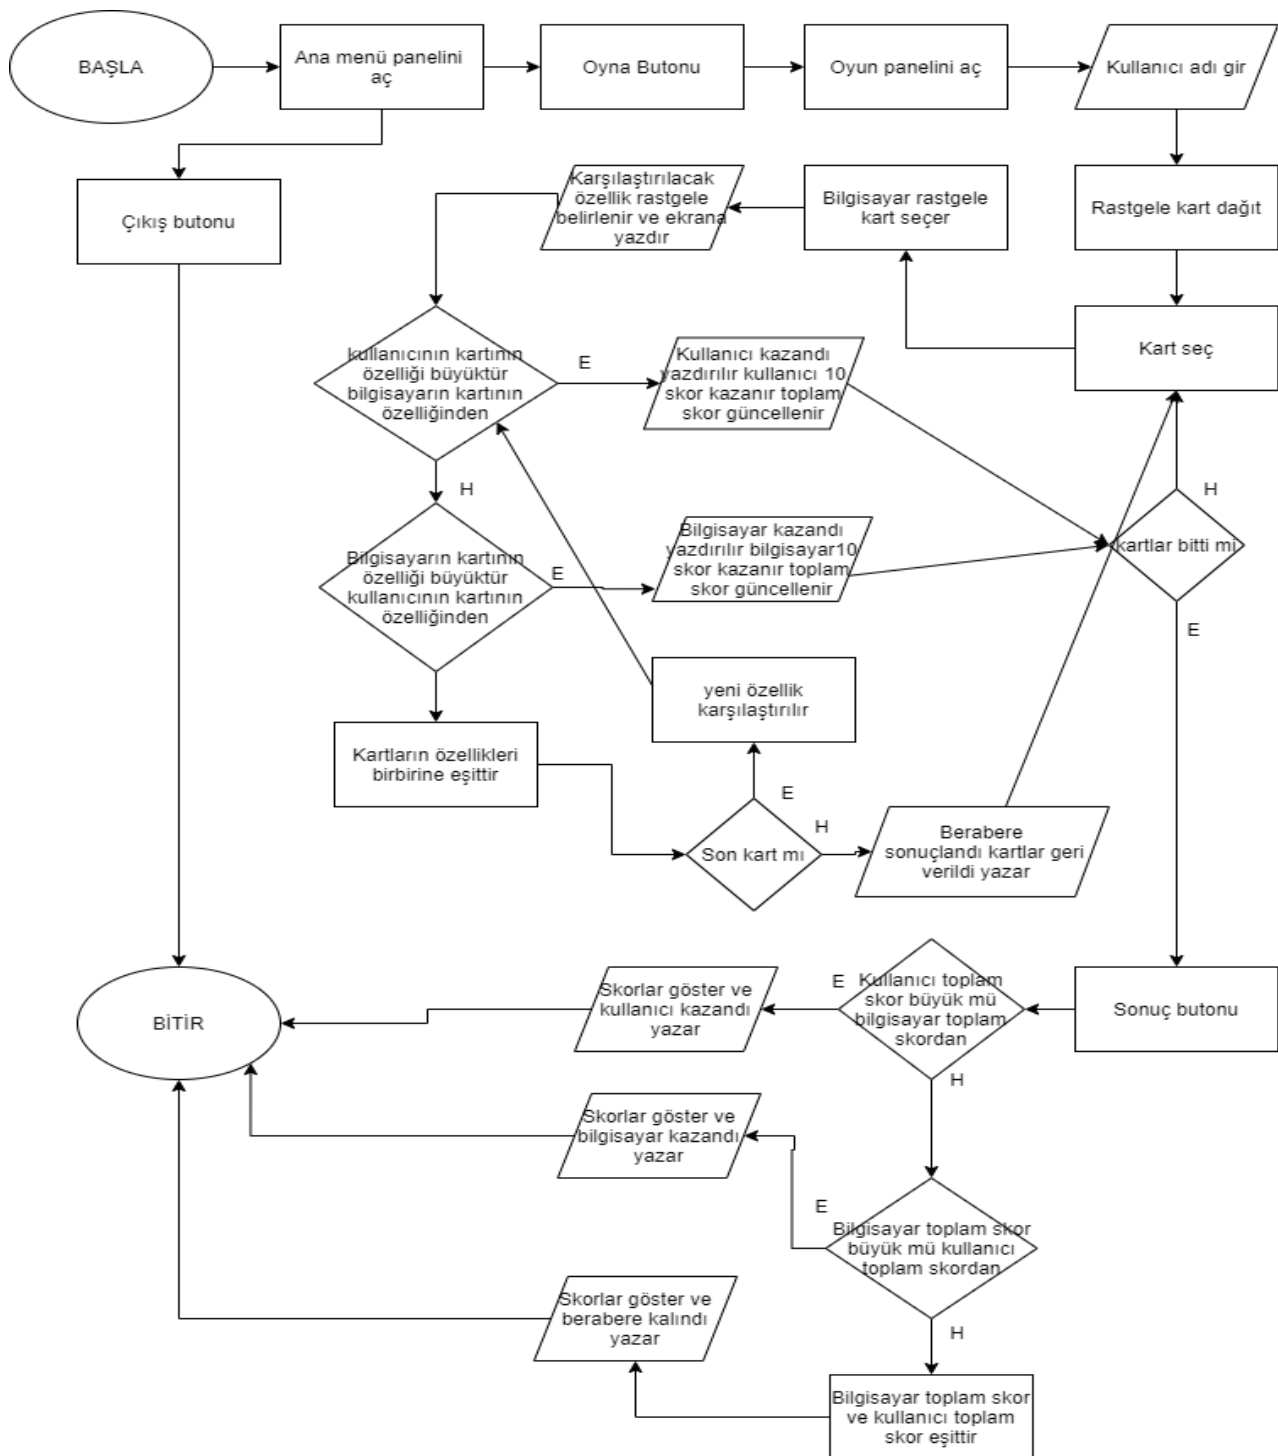 BAŞLA
Ana menü panelini
aç
Oyna Butonu
Oyun panelini aç
Kullanıcı adı gir
Çıkış butonu
Karşılaştırılacak
özellik rastgele
belirlenir ve ekrana
yazdır
Bilgisayar rastgele
kart seçer
Rastgele kart dağıt
Kart seç
kullanıcının kartının
özelliği büyüktür
bilgisayarın kartının
özelliğinden
E
Kullanıcı kazandı
yazdırılır kullanıcı 10
skor kazanır toplam
skor güncellenir
H
H
kartlar bitti mi
E
Bilgisayarın kartının
özelliği büyüktür
kullanıcının kartının
özelliğinden
E
Bilgisayar kazandı
yazdırılır bilgisayar10
skor kazanır toplam
skor güncellenir
yeni özellik
karşılaştırılır
Kartların özellikleri
birbirine eşittir
E
Son kart mı
H
Berabere
sonuçlandı kartlar geri
verildi yazar
BİTİR
Skorlar göster ve
kullanıcı kazandı
yazar
E
Kullanıcı toplam
skor büyük mü
bilgisayar toplam
skordan
Sonuç butonu
H
Skorlar göster ve
bilgisayar kazandı
yazar
E
Bilgisayar toplam skor
büyük mü kullanıcı
toplam skordan
H
Skorlar göster ve
berabere kalındı
yazar
Bilgisayar toplam skor
ve kullanıcı toplam
skor eşittir